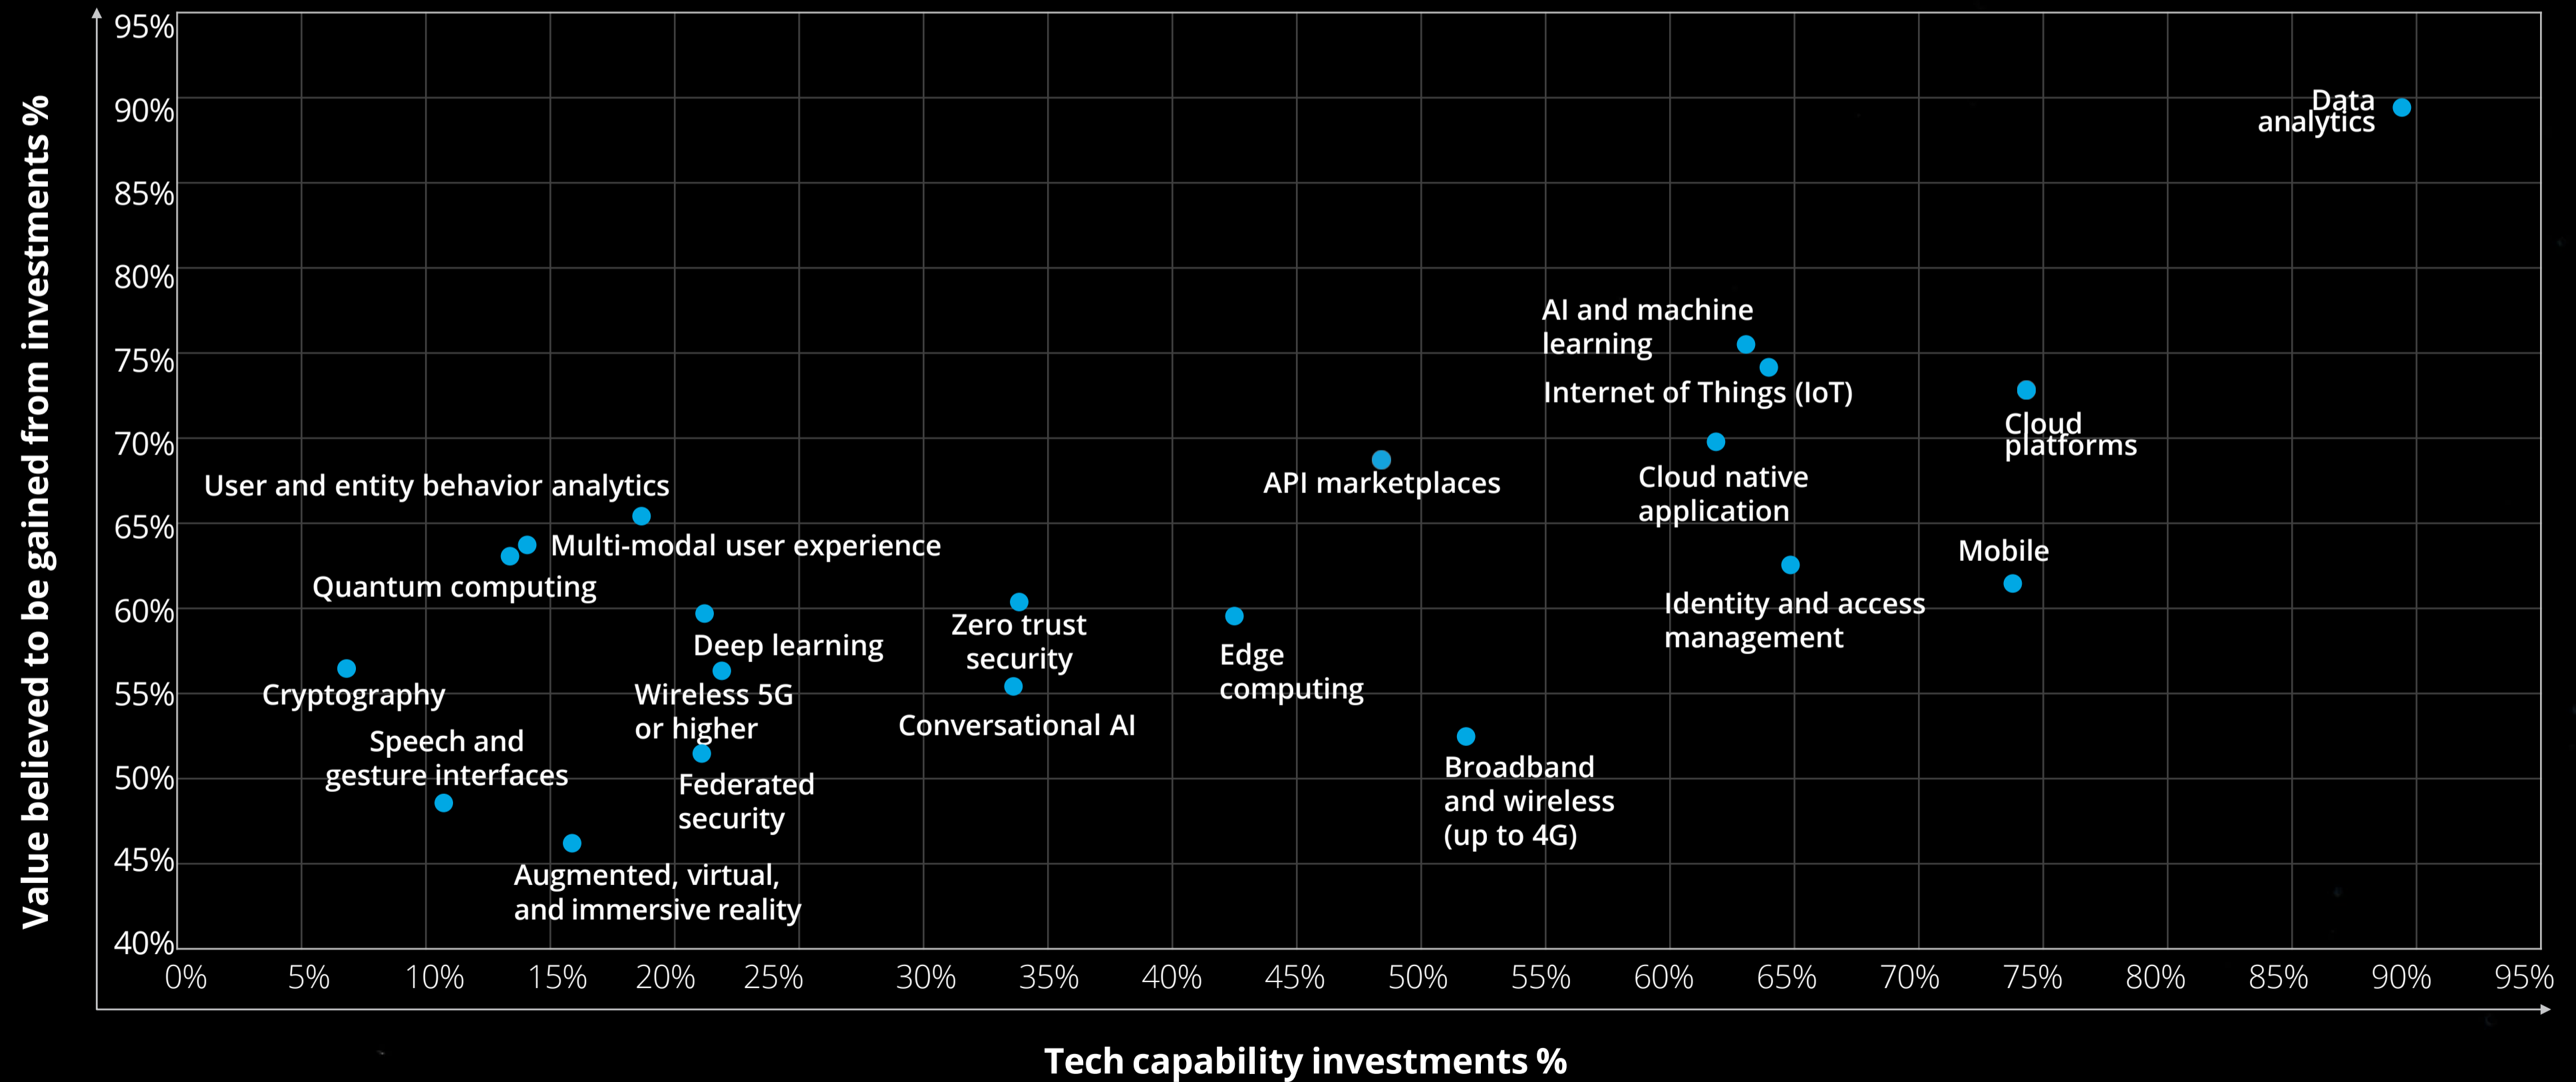 Value believed to be gained from investments %
95%
90%
85%
80%
75%
70%
65%
60%
55%
50%
45%
40%
Data
analytics
AI and machine
learning
Internet of Things (IoT)
Cloud
platforms
Cloud native
application
API marketplaces
User and entity behavior analytics
Multi-modal user experience
Quantum computing
Mobile
Identity and access
management
Deep learning
Zero trust
security
Edge
computing
Cryptography
Wireless 5G
or higher
Conversational AI
Speech and
gesture interfaces
Federated
security
Broadband
and wireless
(up to 4G)
Augmented, virtual,
and immersive reality
0% 5% 10% 15% 20% 25% 30% 35% 40% 45% 50% 55% 60% 65% 70% 75% 80% 85% 90% 95%
Tech capability investments %